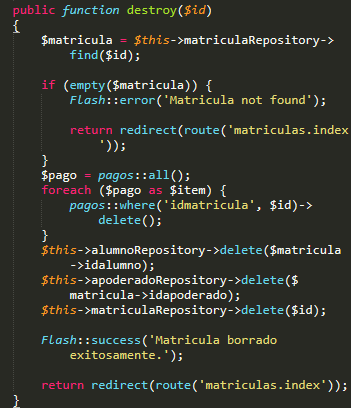 public function destroy($id)
{
$matricula = $this->matriculaRepository->
find($id);
if (empty($matricula)) {
Flash::error('Matricula not found');
return redirect(route('matriculas.index
'));
}
$pago = pagos::all();
foreach ($pago as $item) {
pagos::where('idmatricula', $id)->
delete();
}
$this->alumnoRepository->delete($matricula
->idalumno);
$this->apoderadoRepository->delete($
matricula->idapoderado);
$this->matriculaRepository->delete($id);
Flash::success('Matricula borrado
exitosamente.');
return redirect(route('matriculas.index'));
}